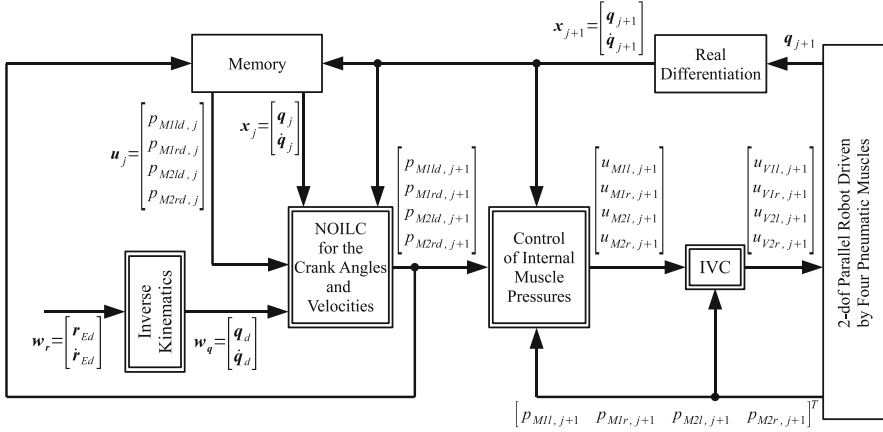 x_{j+1} = [q_{j+1} q̇_{j+1}]
q_{j+1}
Memory
Real
Differentiation
u_j = [p_{M1ld, j} p_{M1rd, j} p_{M2ld, j} p_{M2rd, j}]
x_j = [q_j q̇_j]
[p_{M1ld, j+1} p_{M1rd, j+1} p_{M2ld, j+1} p_{M2rd, j+1}]
[u_{M1l, j+1} u_{M1r, j+1} u_{M2l, j+1} u_{M2r, j+1}]
[u_{V1l, j+1} u_{V1r, j+1} u_{V2l, j+1} u_{V2r, j+1}]
NOILC
for the
Crank Angles
and
Velocities
Control
of Internal
Muscle
Pressures
IVC
2-dof Parallel Robot Driven
by Four Pneumatic Muscles
Inverse
Kinematics
w_r = [r_{Ed} ṙ_{Ed}]
w_q = [q_d q̇_d]
[p_{M1l, j+1} p_{M1r, j+1} p_{M2l, j+1} p_{M2r, j+1}]^T